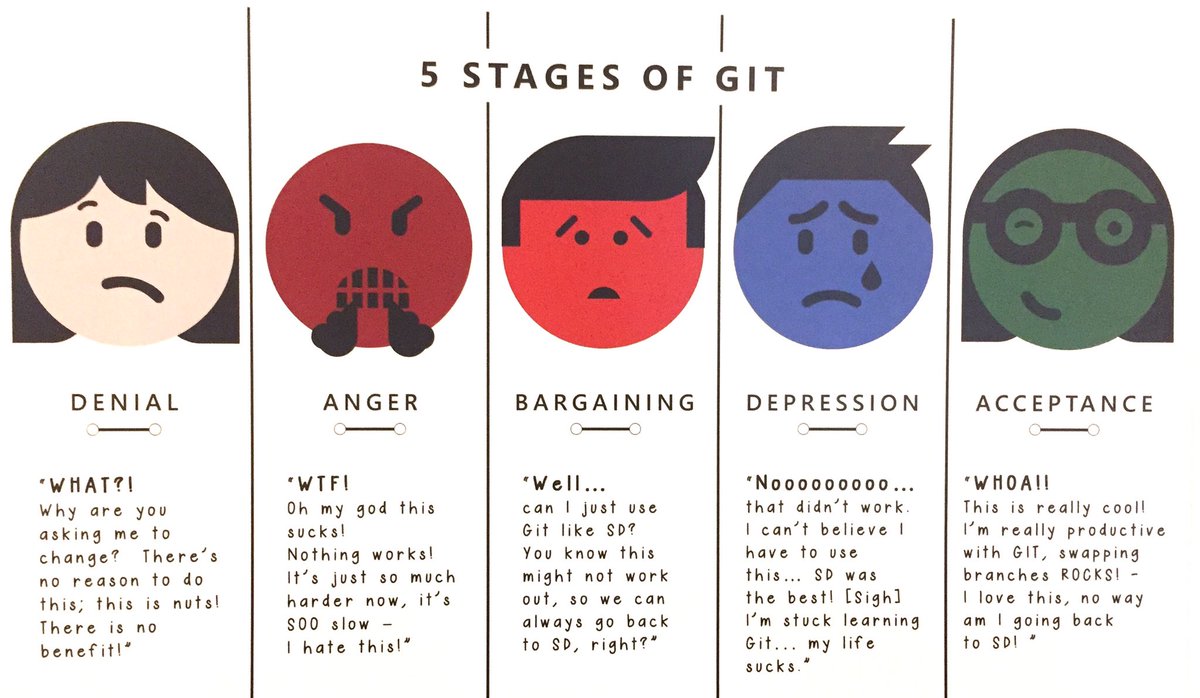 5 STAGES OF GIT
DENIAL
"WHAT?!
Why are you
asking me to
change? There's
no reason to do
this; this is nuts!
There is no
benefit!"
ANGER
"WTF!
Oh my god this
sucks!
Nothing works!
It's just so much
harder now, it's
SOO slow -
I hate this!"
BARGAINING
"Well...
can I just use
Git like SD?
You know this
might not work
out, so we can
always go back
to SD, right?"
DEPRESSION
"Nooooooooo...
that didn't work.
I can't believe I
have to use
this... SD was
the best! [Sigh]
I'm stuck learning
Git... my life
sucks."
ACCEPTANCE
"WHOA!!
This is really cool!
I'm really productive
with GIT, swapping
branches ROCKS! -
I love this, no way
am I going back
to SD! "